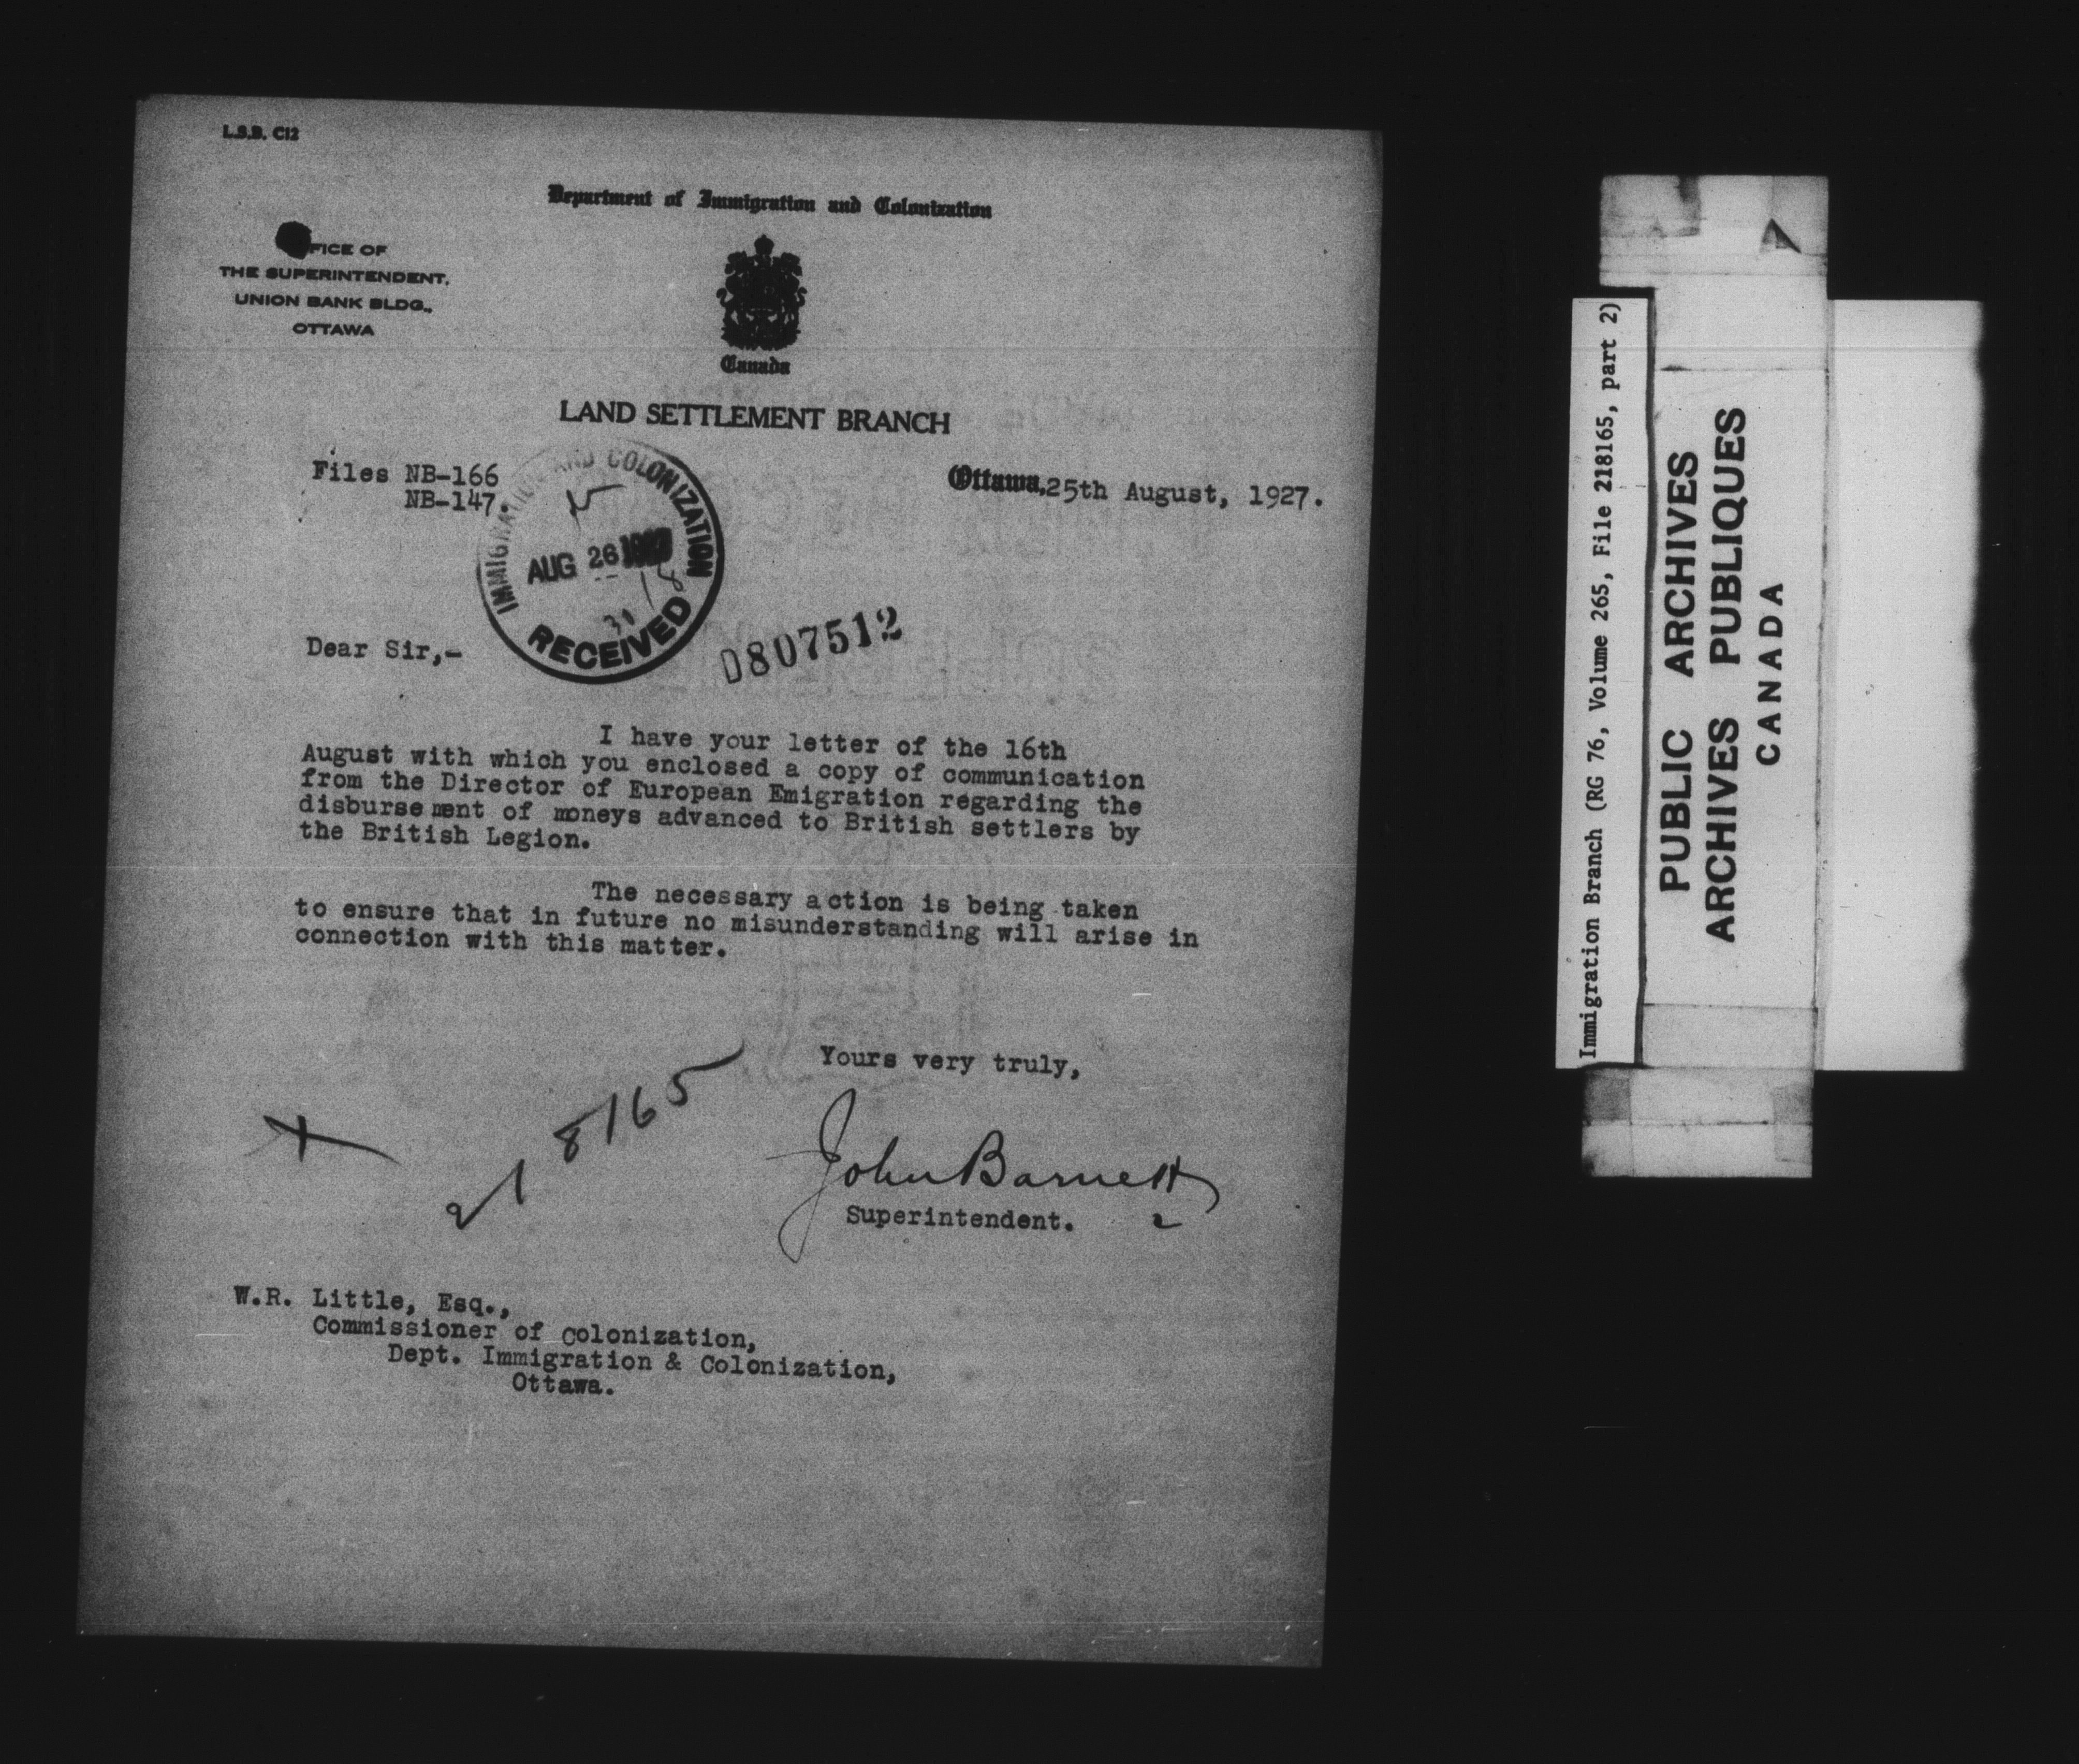 L.S.B. C12
Department of Immigration and Colonization
OFFICE OF
THE SUPERINTENDENT,
UNION BANK BLDG.,
OTTAWA
Canada
LAND SETTLEMENT BRANCH
Files NB-166
NB-147.
Ottawa, 25th August, 1927.
IMMIGRATION AND COLONIZATION
AUG 26 1927
31
RECEIVED
D807512
Dear Sir,-
I have your letter of the 16th
August with which you enclosed a copy of communication
from the Director of European Emigration regarding the
disbursement of moneys advanced to British settlers by
the British Legion.
The necessary action is being taken
to ensure that in future no misunderstanding will arise in
connection with this matter.
Yours very truly,
218165
John Barnett
Superintendent. 2
W.R. Little, Esq.,
Commissioner of Colonization,
Dept. Immigration & Colonization,
Ottawa.
Immigration Branch (RG 76, Volume 265, File 218165, part 2)
PUBLIC ARCHIVES
ARCHIVES PUBLIQUES
CANADA